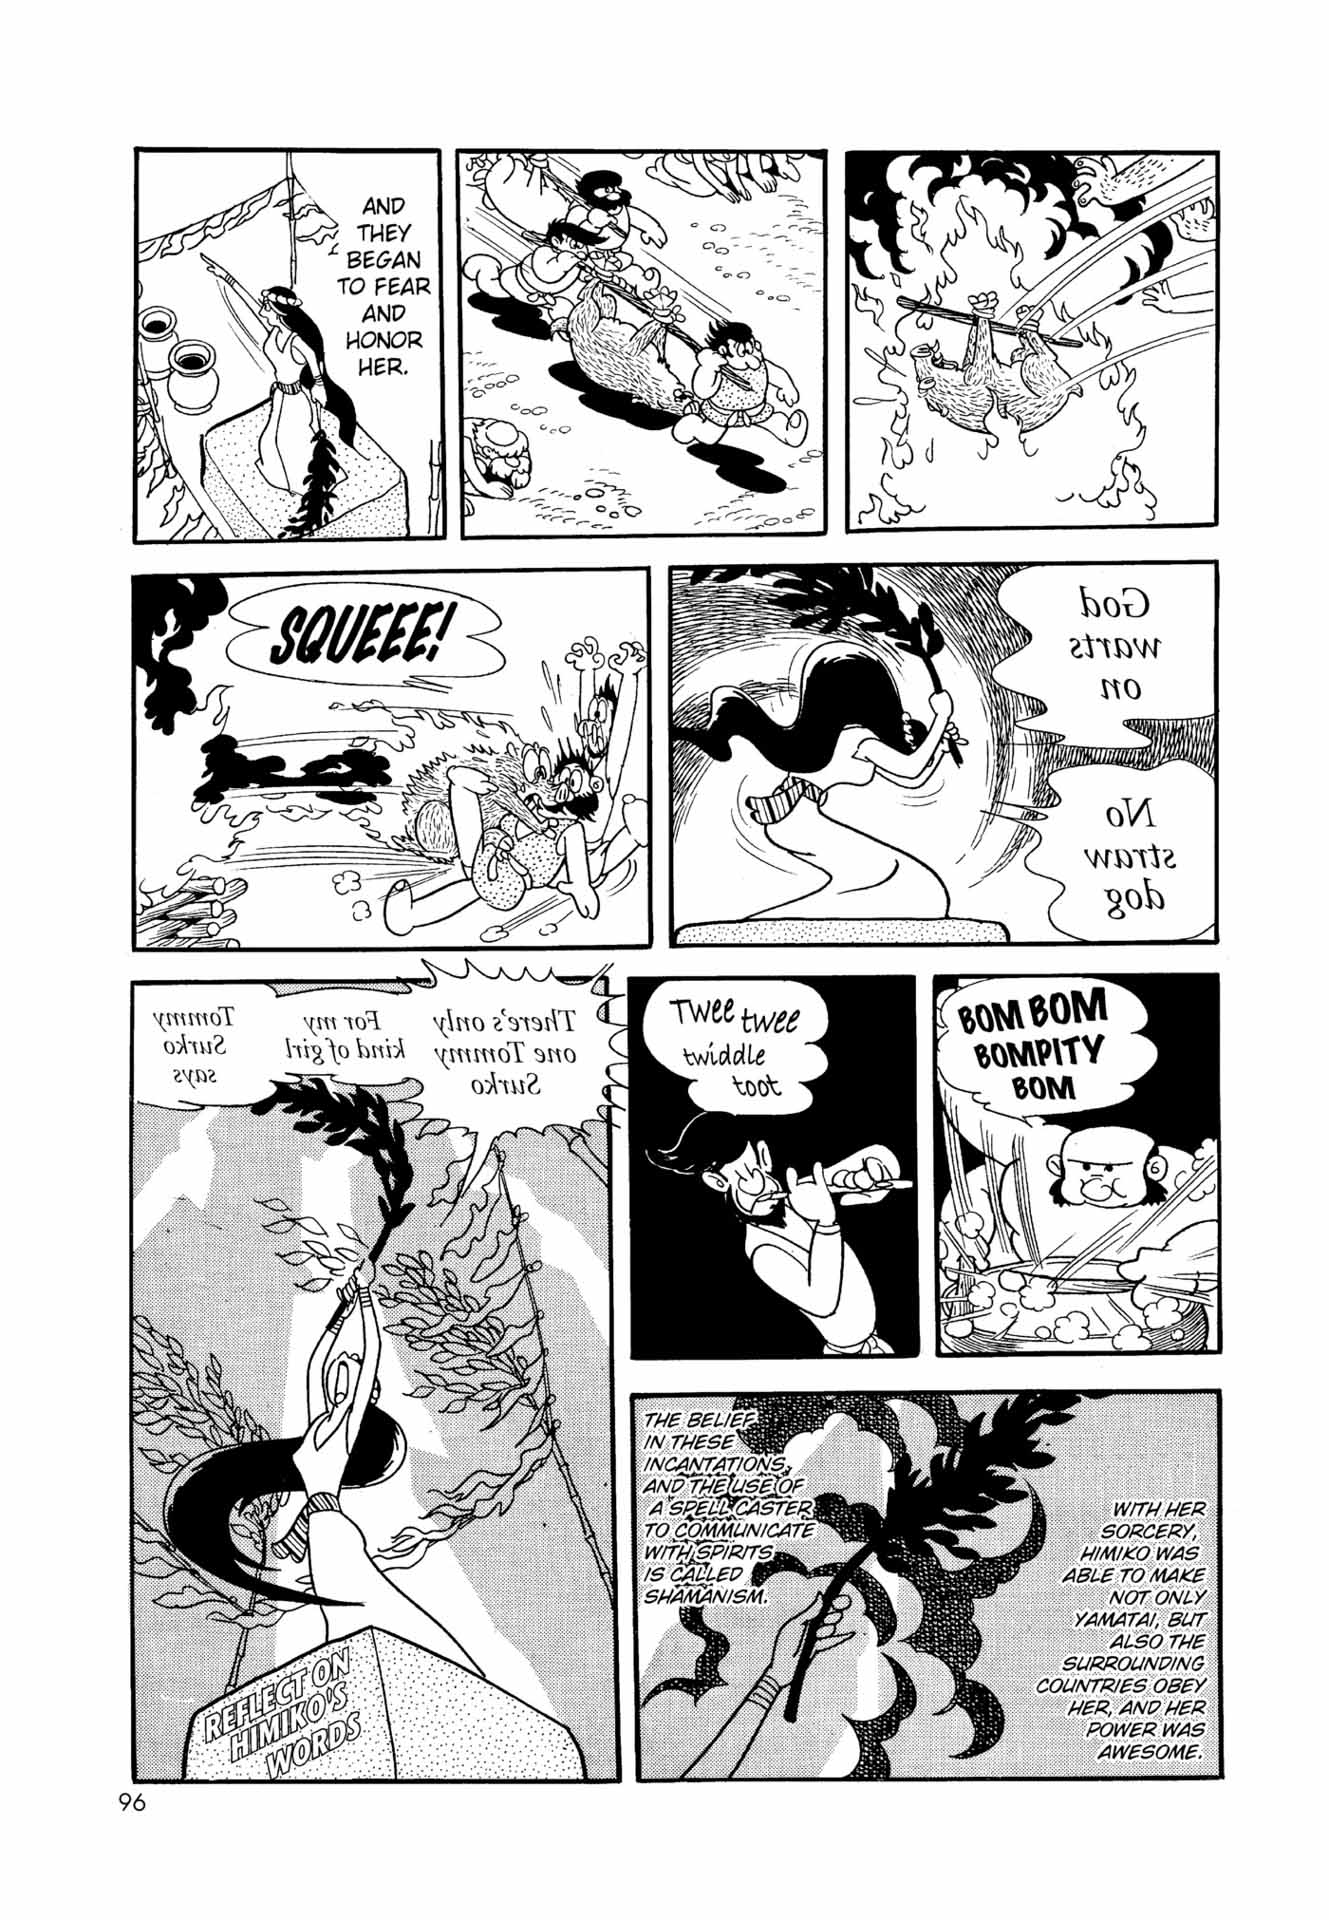 AND
THEY
BEGAN
TO FEAR
AND
HONOR
HER.
SQUEEE!
God
warts
on
No
straw
dog
Tommy
Surko
says
For my
kind of girl
There's only
one Tommy
Surko
REFLECT ON
HIMIKO'S
WORDS
TWEE TWEE
twiddle
toot
BOM BOM
BOMPITY
BOM
THE BELIEF
IN THESE
INCANTATIONS,
AND THE USE OF
A SPELL CASTER
TO COMMUNICATE
WITH SPIRITS
IS CALLED
SHAMANISM.
WITH HER
SORCERY,
HIMIKO WAS
ABLE TO MAKE
NOT ONLY
YAMATAI, BUT
ALSO THE
SURROUNDING
COUNTRIES OBEY
HER, AND HER
POWER WAS
AWESOME.
96